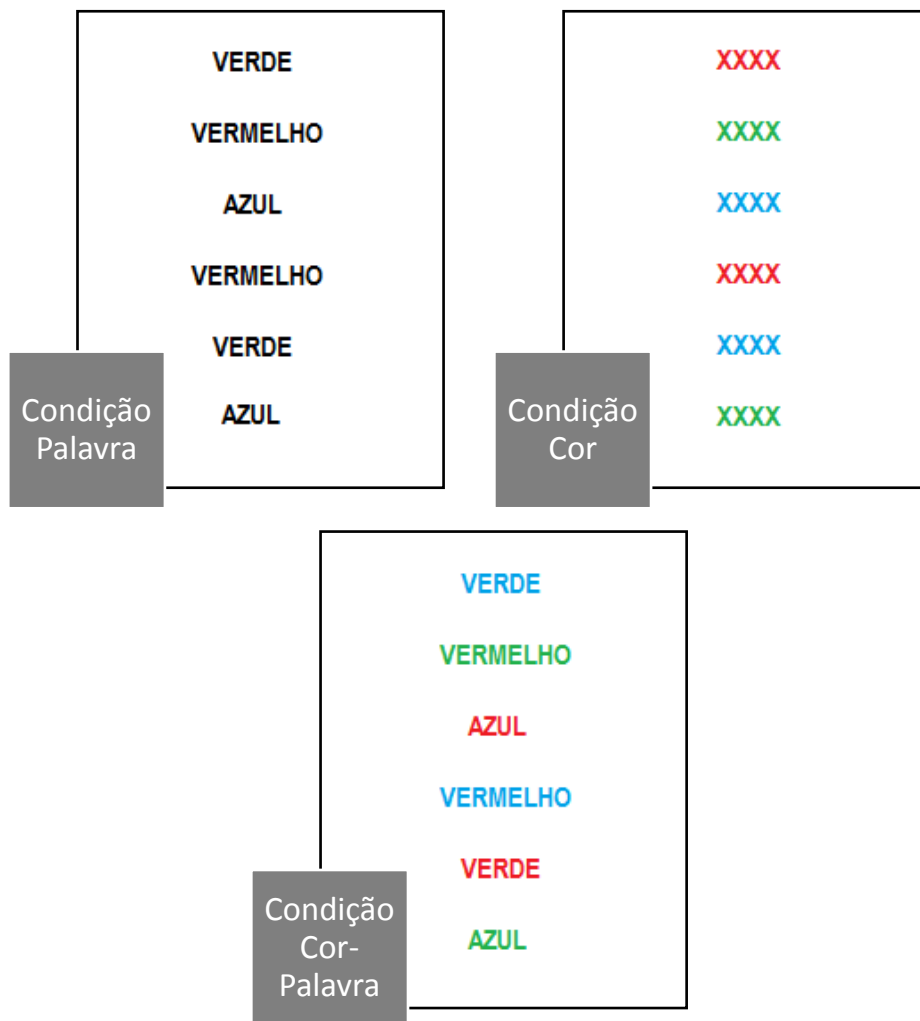 VERDE
VERMELHO
AZUL
VERMELHO
VERDE
AZUL
Condição
Palavra
XXXX
XXXX
XXXX
XXXX
XXXX
XXXX
Condição
Cor
VERDE
VERMELHO
AZUL
VERMELHO
VERDE
AZUL
Condição
Cor-
Palavra